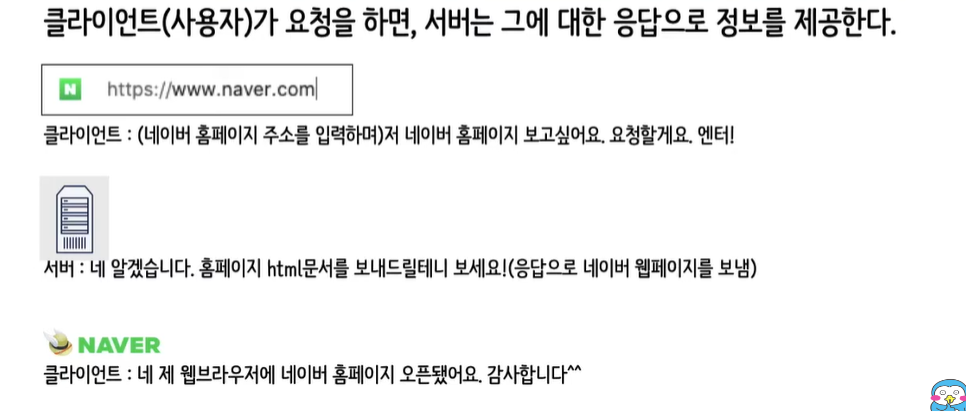 클라이언트(사용자)가 요청을 하면, 서버는 그에 대한 응답으로 정보를 제공한다.
N https://www.naver.com
클라이언트 : (네이버 홈페이지 주소를 입력하며)저 네이버 홈페이지 보고싶어요. 요청할게요. 엔터!
서버 : 네 알겠습니다. 홈페이지 html문서를 보내드릴테니 보세요!(응답으로 네이버 웹페이지를 보냄)
NAVER
클라이언트 : 네 제 웹브라우저에 네이버 홈페이지 오픈됐어요. 감사합니다^^